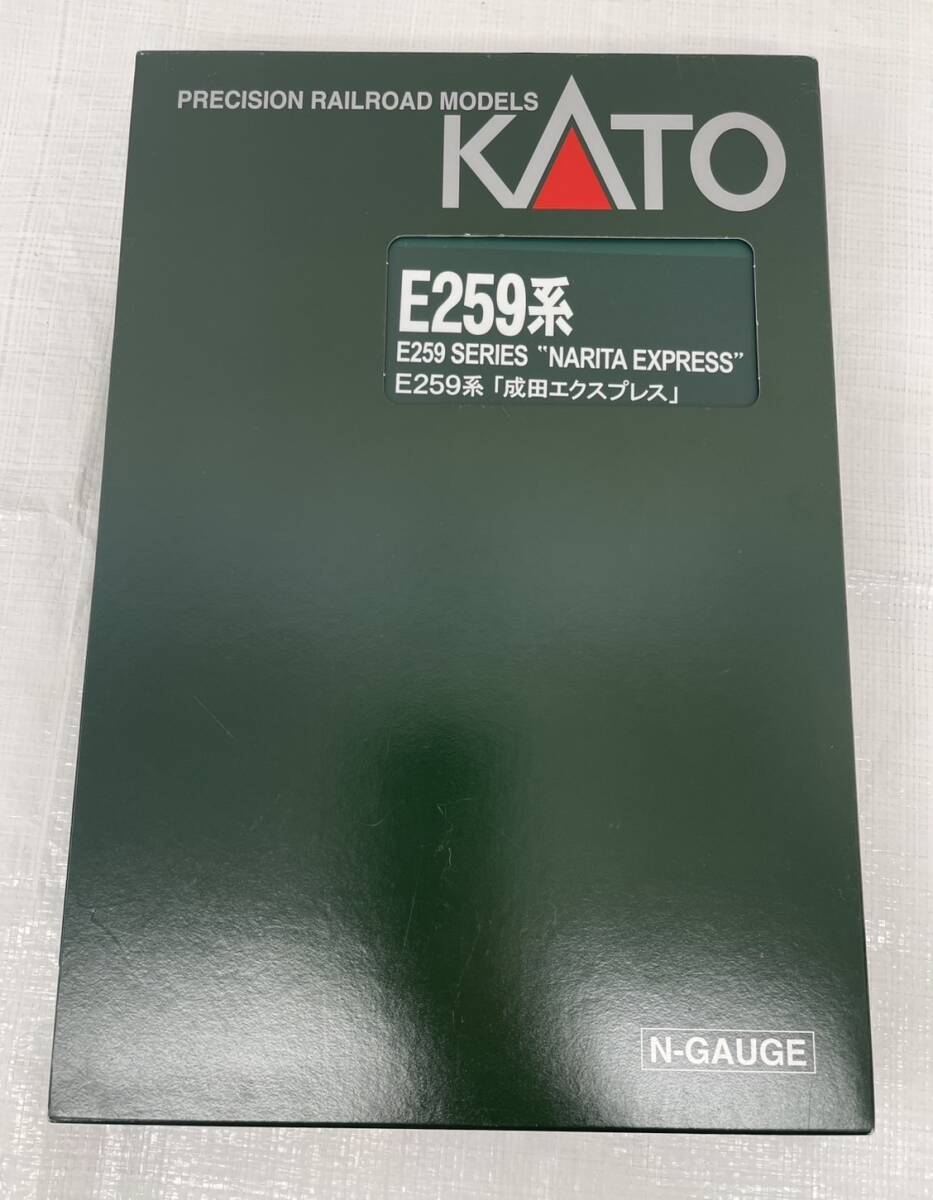 PRECISION RAILROAD MODELS
KATO
E259系
E259 SERIES “NARITA EXPRESS”
E259系「成田エクスプレス」
N-GAUGE